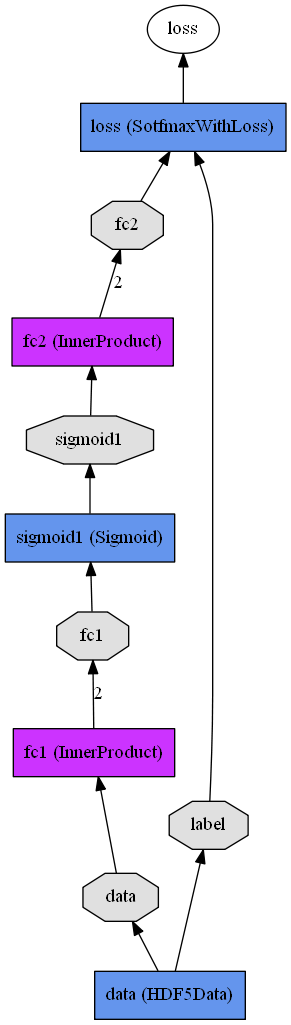 loss
loss (SotfmaxWithLoss)
fc2
2
fc2 (InnerProduct)
sigmoid1
sigmoid1 (Sigmoid)
fc1
2
fc1 (InnerProduct)
label
data
data (HDF5Data)